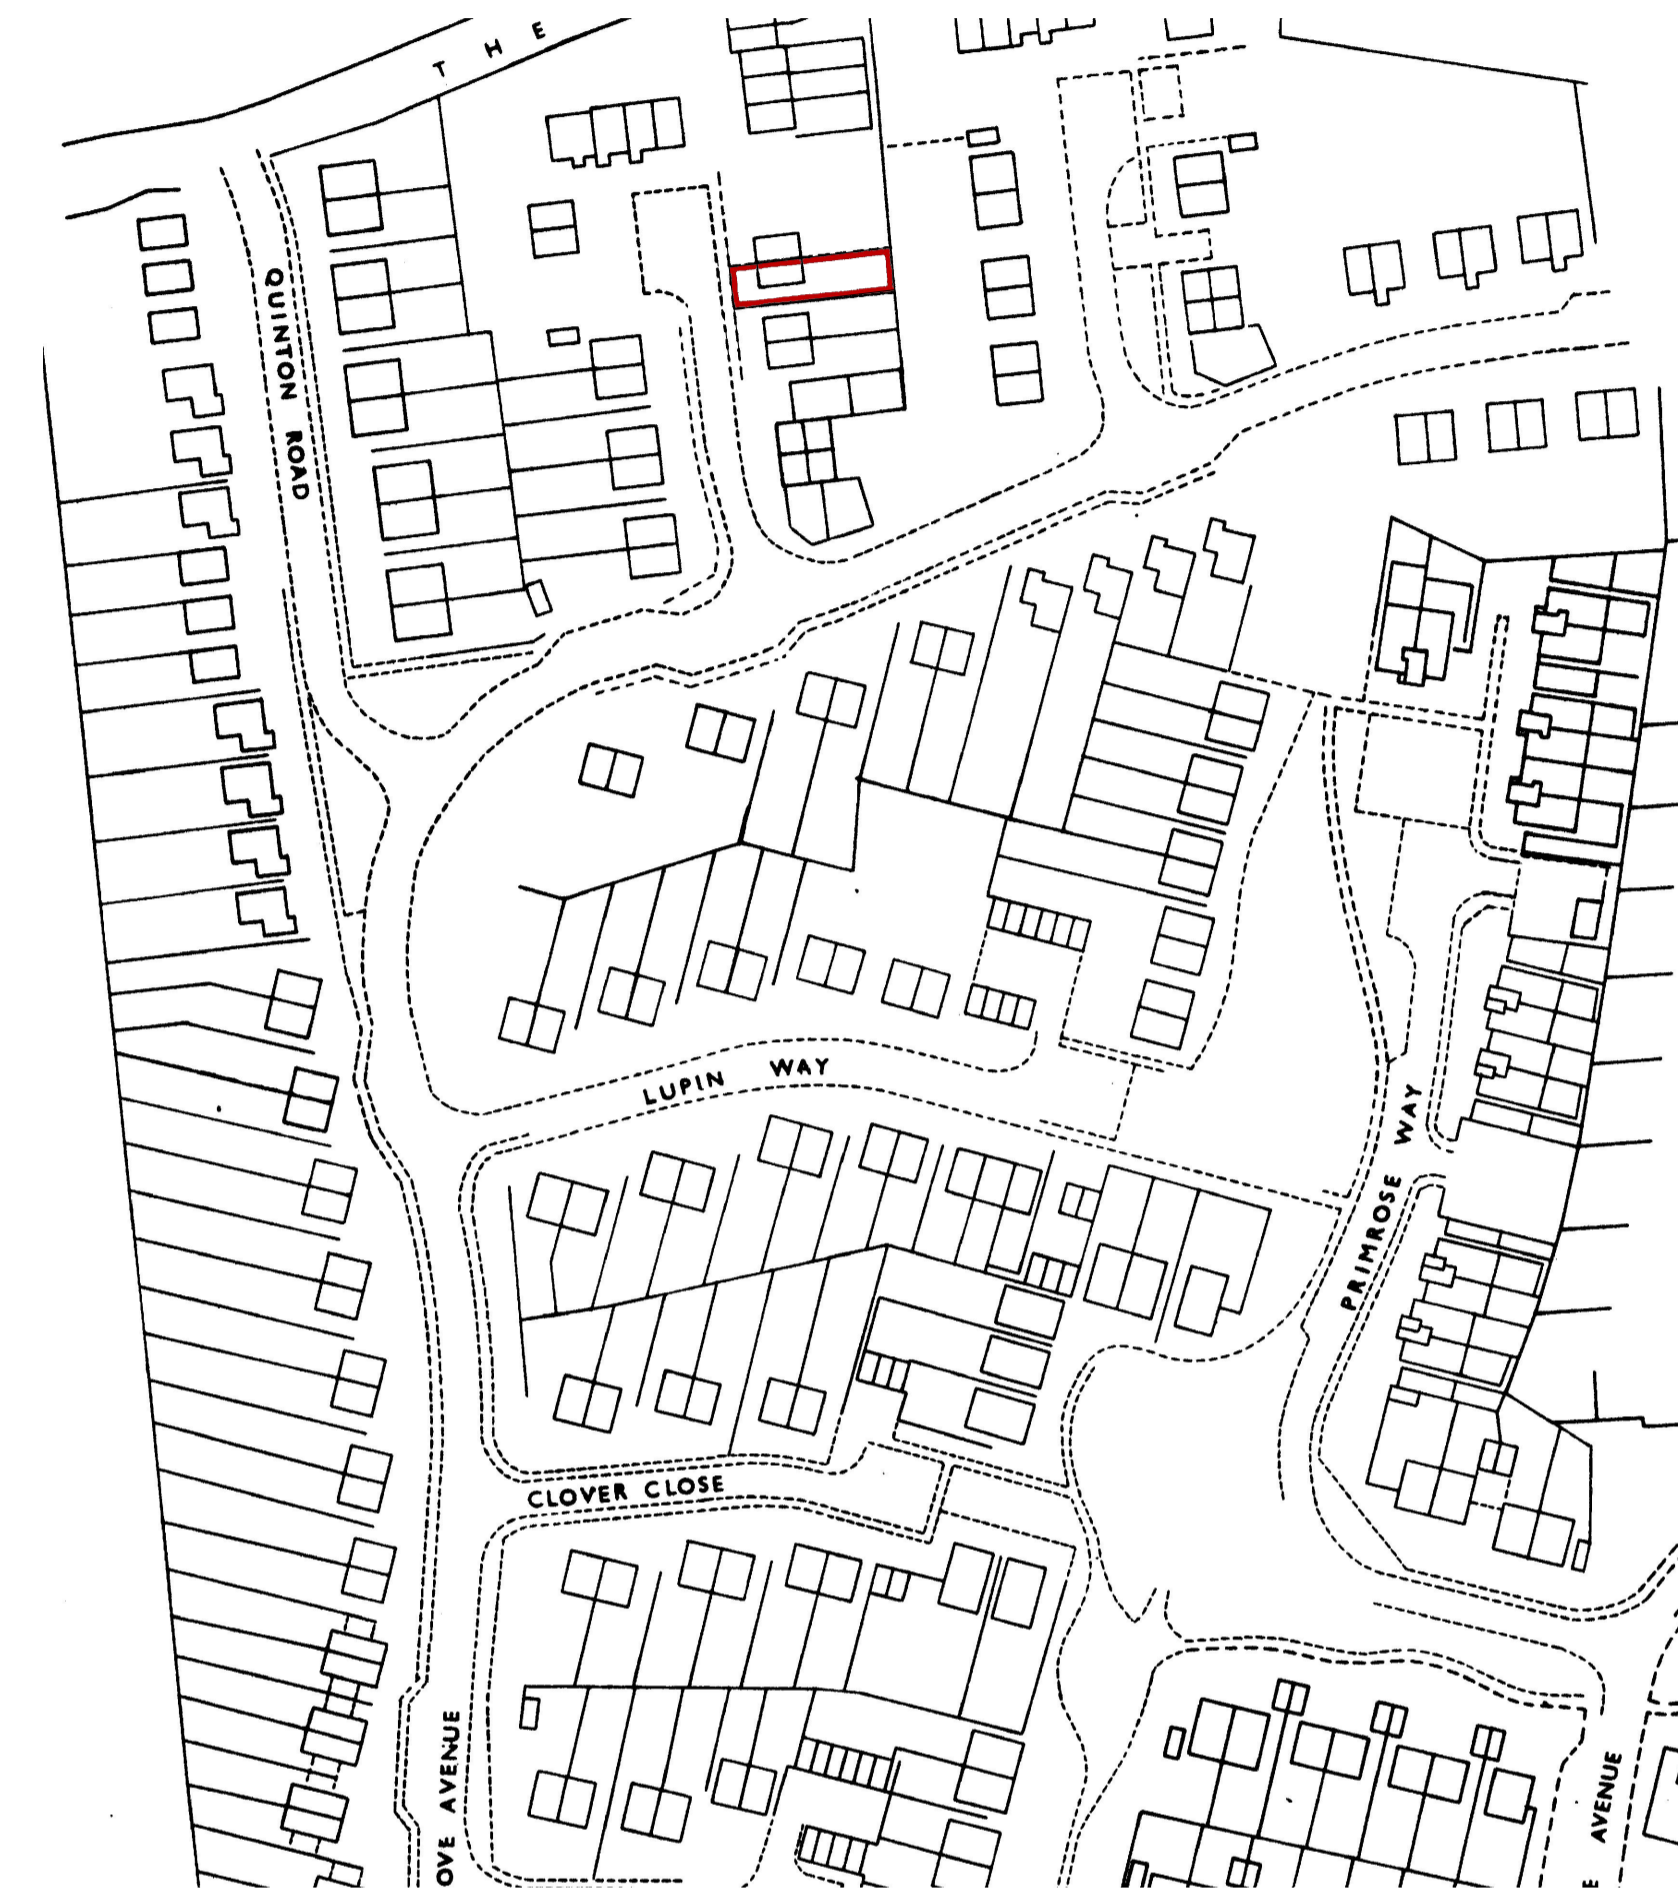 THE
QUINTON ROAD
LUPIN WAY
PRIMROSE WAY
CLOVER CLOSE
OVE AVENUE
E AVENUE